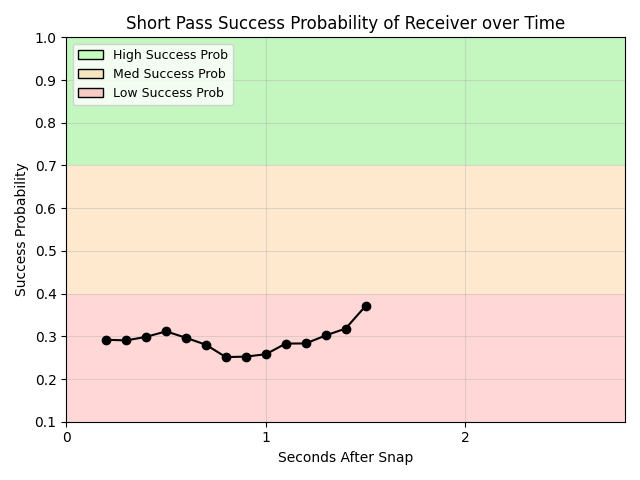 Short Pass Success Probability of Receiver over Time
High Success Prob
Med Success Prob
Low Success Prob
Success Probability
1.0
0.9
0.8
0.7
0.6
0.5
0.4
0.3
0.2
0.1
0 1 2
Seconds After Snap